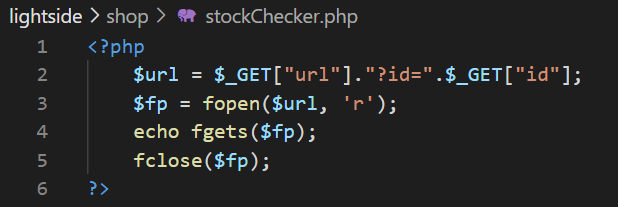 lightside > shop > stockChecker.php
1 <?php
2 $url = $_GET["url"]."?id=".$_GET["id"];
3 $fp = fopen($url, 'r');
4 echo fgets($fp);
5 fclose($fp);
6 ?>